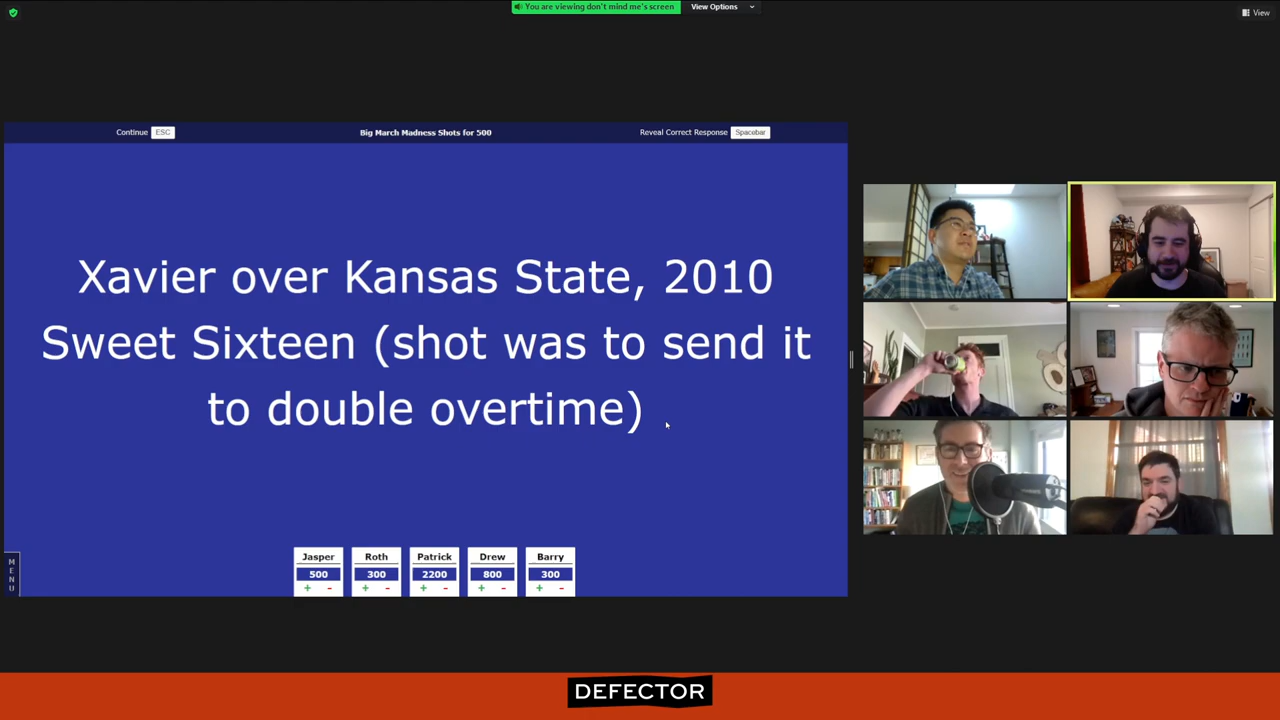 You are viewing don't mind me's screen
View Options
View
Continue ESC
Big March Madness Shots for 500
Reveal Correct Response Spacebar
Xavier over Kansas State, 2010
Sweet Sixteen (shot was to send it
to double overtime)
MENU
Jasper Roth Patrick Drew Barry
500 300 2200 800 300
+ - + - + - + - + -
DEFECTOR